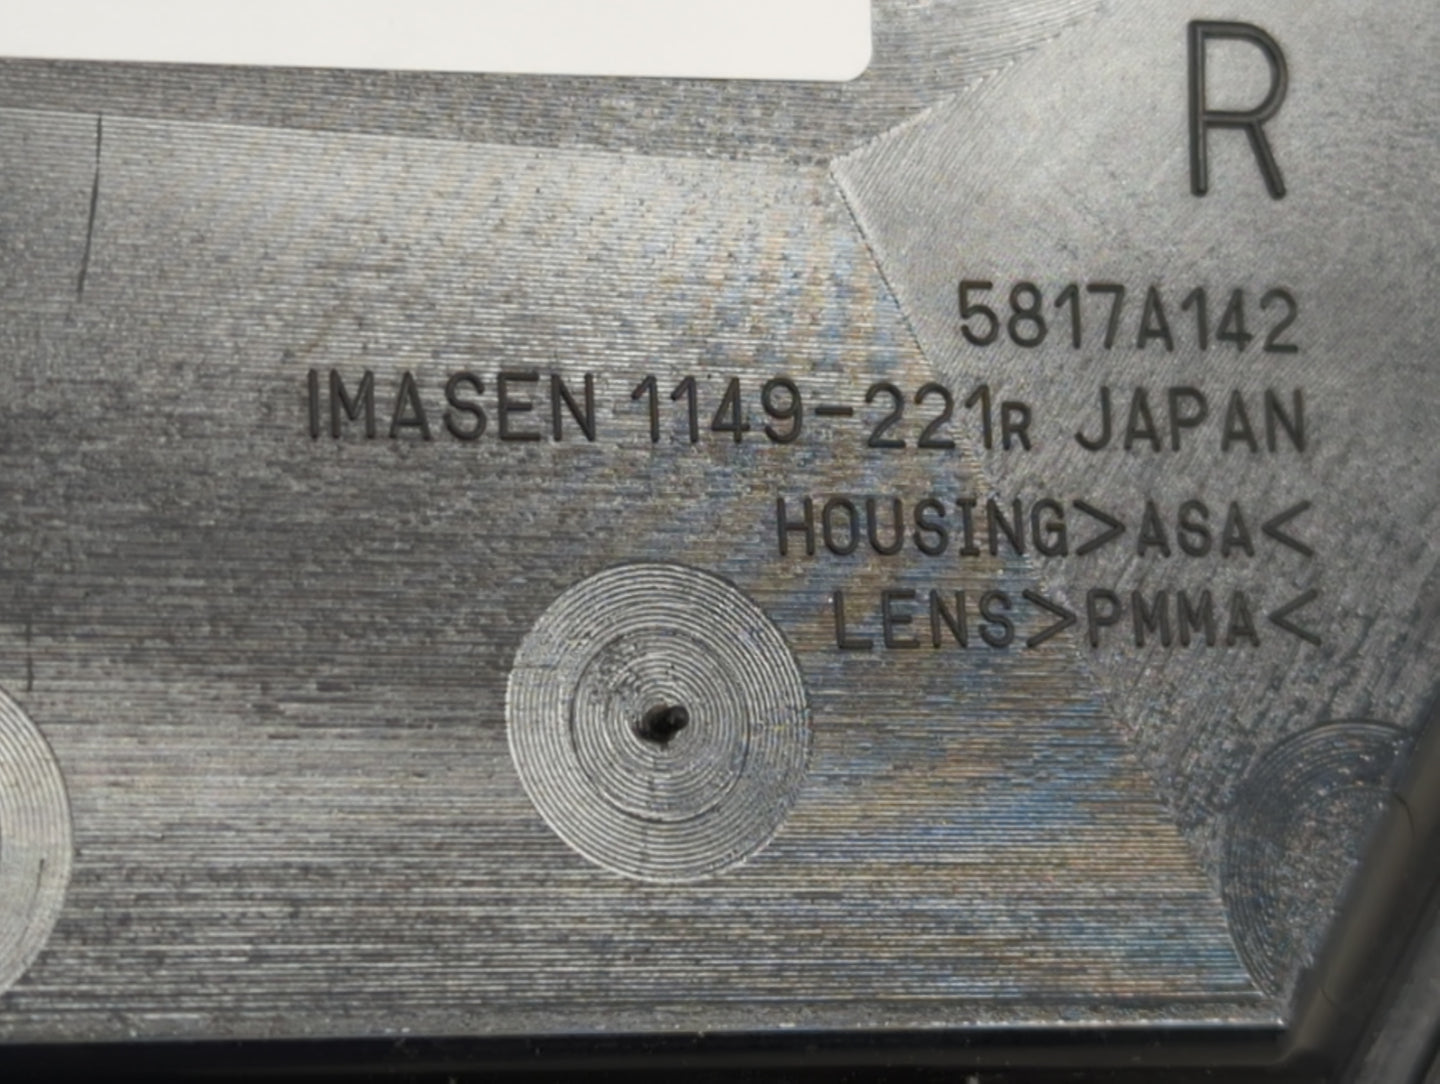 R
5817A142
IMASEN 1149-221R JAPAN
HOUSING>ASA<
LENS>PMMA<